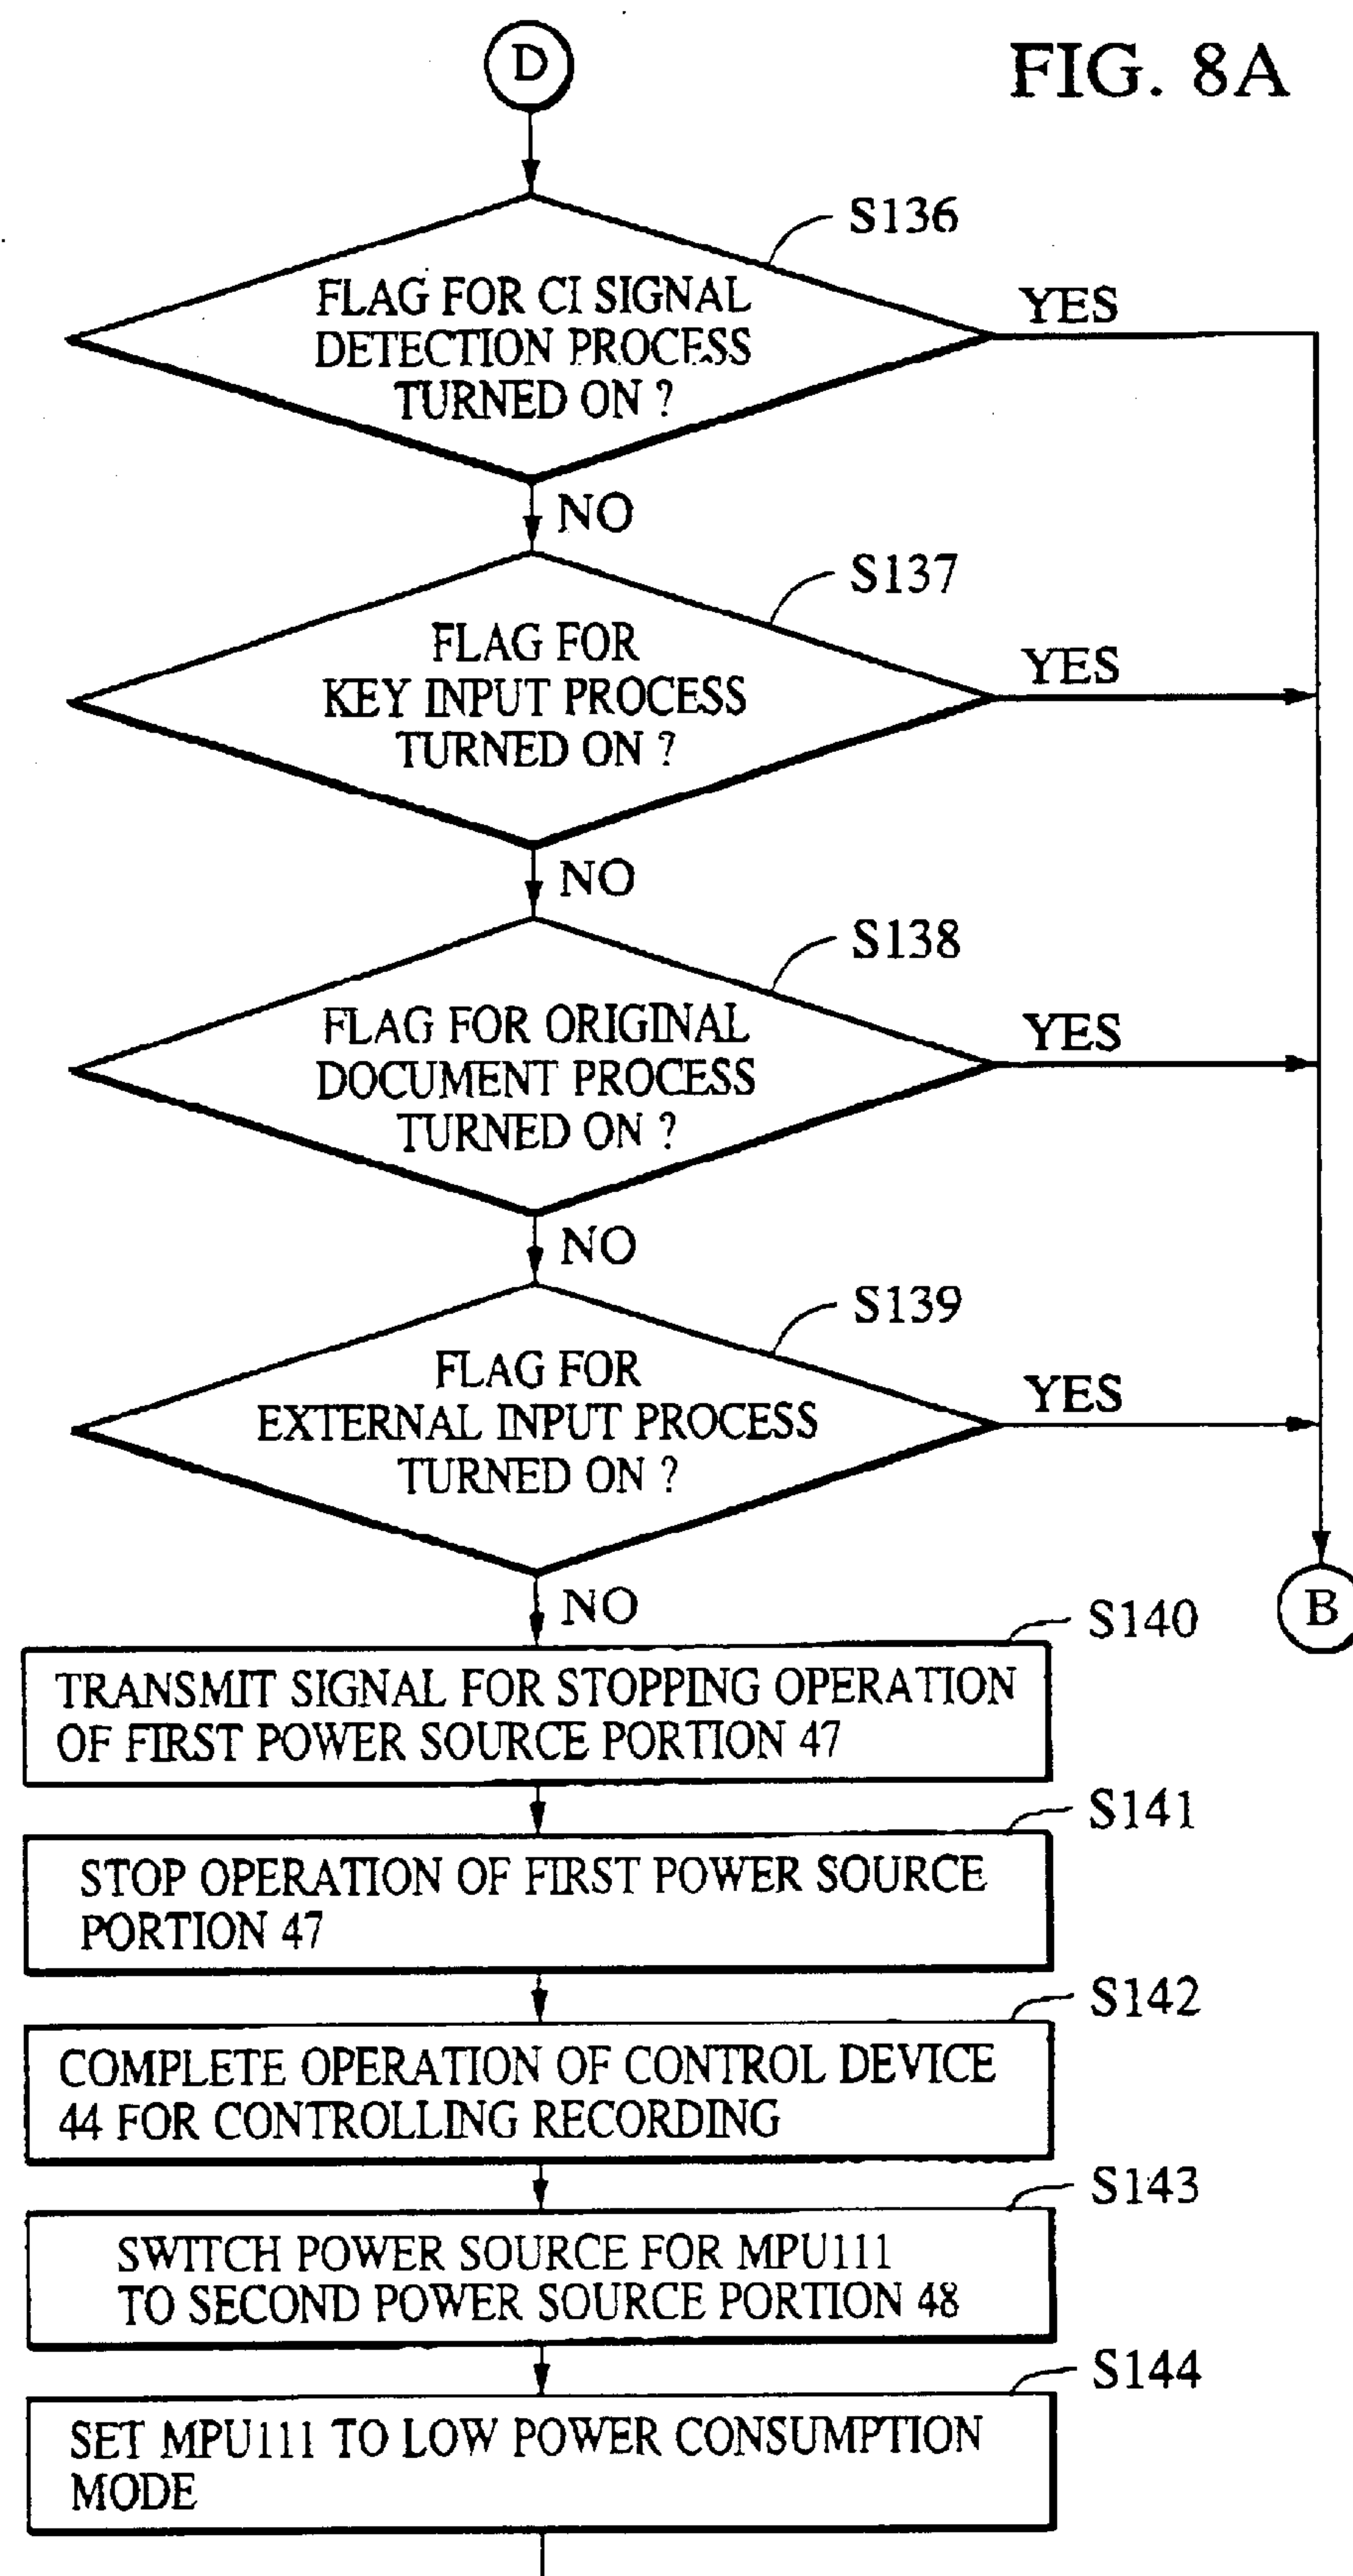 D
FIG. 8A
S136
FLAG FOR CI SIGNAL
DETECTION PROCESS
TURNED ON ?
YES
NO
S137
FLAG FOR
KEY INPUT PROCESS
TURNED ON ?
YES
NO
S138
FLAG FOR ORIGINAL
DOCUMENT PROCESS
TURNED ON ?
YES
NO
S139
FLAG FOR
EXTERNAL INPUT PROCESS
TURNED ON ?
YES
NO
B
S140
TRANSMIT SIGNAL FOR STOPPING OPERATION
OF FIRST POWER SOURCE PORTION 47
S141
STOP OPERATION OF FIRST POWER SOURCE
PORTION 47
S142
COMPLETE OPERATION OF CONTROL DEVICE
44 FOR CONTROLLING RECORDING
S143
SWITCH POWER SOURCE FOR MPU111
TO SECOND POWER SOURCE PORTION 48
S144
SET MPU111 TO LOW POWER CONSUMPTION
MODE